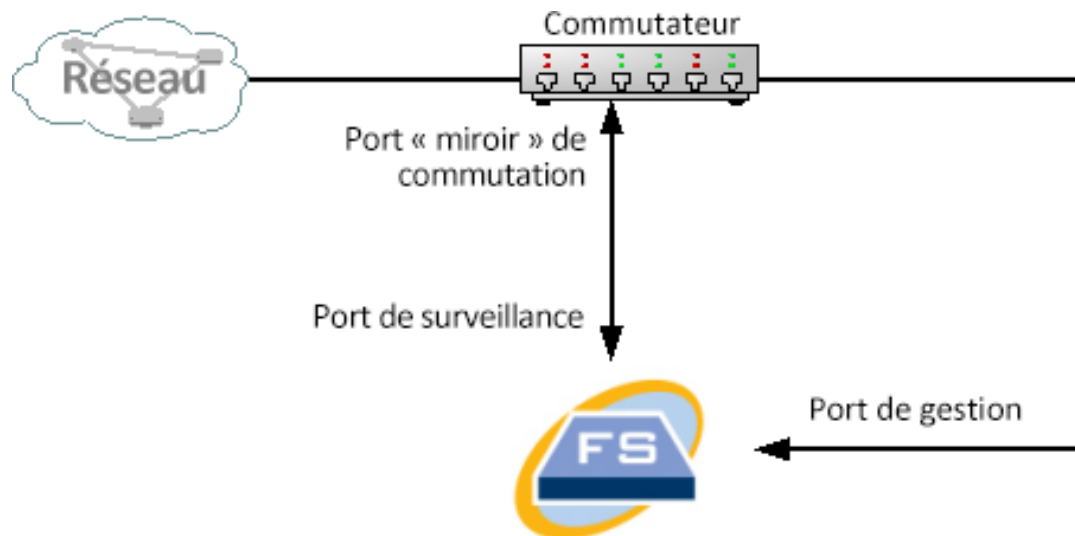 Commutateur
Réseau
Port « miroir » de
commutation
Port de surveillance
Port de gestion
FS